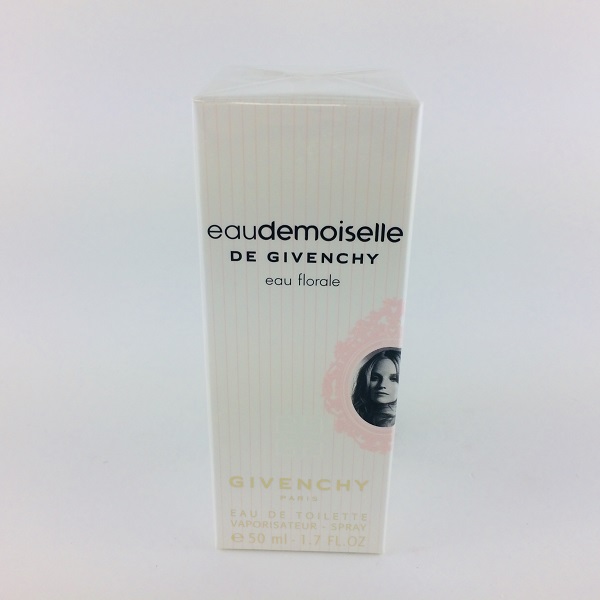 eaudemoiselle
DE GIVENCHY
eau florale
GIVENCHY
PARIS
EAU DE TOILETTE
VAPORISATEUR - SPRAY
℮ 50 ml - 1,7 FL.OZ